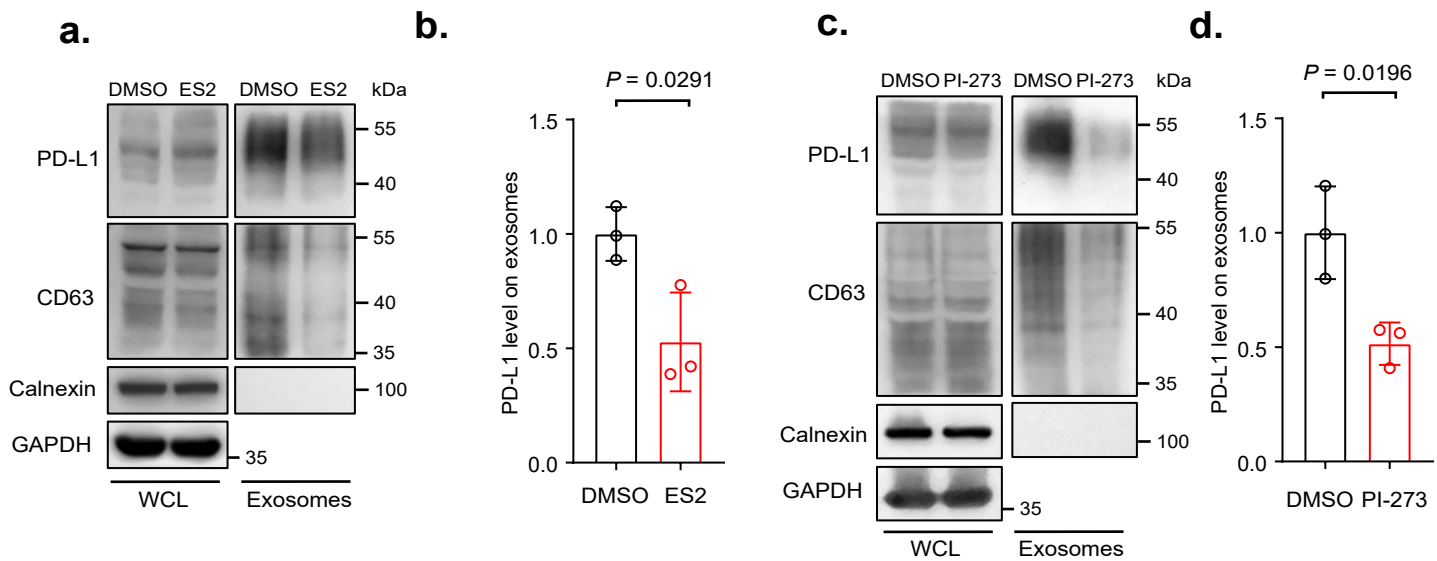 a.
DMSO ES2 DMSO ES2 kDa
PD-L1
55
40
CD63
55
40
35
Calnexin
100
GAPDH
35
WCL Exosomes
b.
P = 0.0291
PD-L1 level on exosomes
1.5
1.0
0.5
0.0
DMSO ES2
c.
DMSO PI-273 DMSO PI-273 kDa
PD-L1
55
40
CD63
55
40
35
Calnexin
100
GAPDH
35
WCL Exosomes
d.
P = 0.0196
PD-L1 level on exosomes
1.5
1.0
0.5
0.0
DMSO PI-273